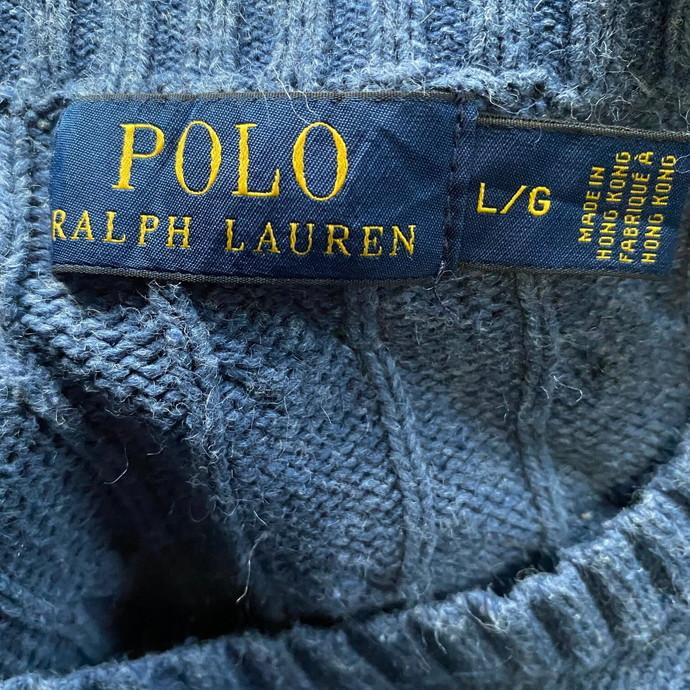 POLO
RALPH LAUREN
L/G
MADE IN
HONG KONG
FABRIQUÉ À
HONG KONG